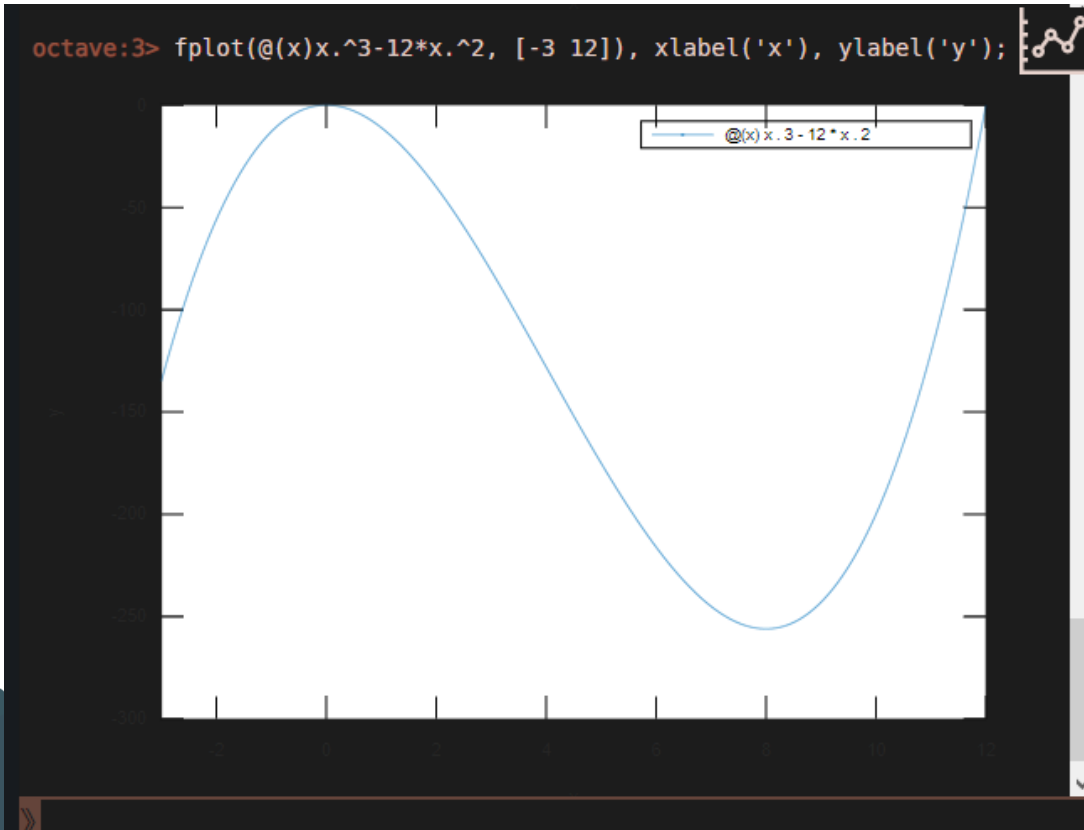 octave:3> fplot(@(x)x.^3-12*x.^2, [-3 12]), xlabel('x'), ylabel('y');
0
@(x) x . 3 - 12 * x . 2
-50
-100
y
-150
-200
-250
-300
-2 0 2 4 6 8 10 12